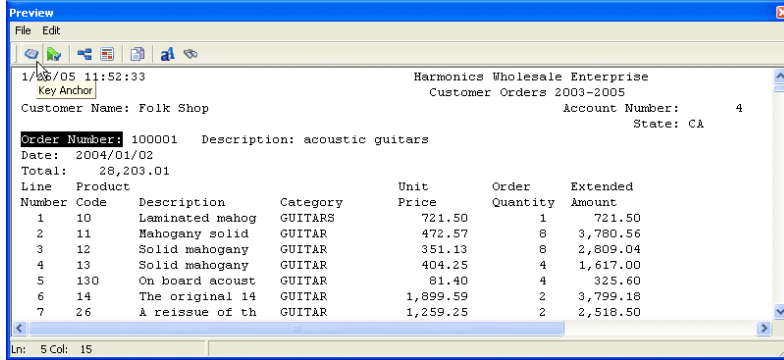 Preview
File Edit
1/26/05 11:52:33 Harmonics Wholesale Enterprise
Key Anchor
Customer Orders 2003-2005
Customer Name: Folk Shop Account Number: 4
State: CA
Order Number: 100001 Description: acoustic guitars
Date: 2004/01/02
Total: 28,203.01
Line Product Unit Order Extended
Number Code Description Category Price Quantity Amount
1 10 Laminated mahog GUITARS 721.50 1 721.50
2 11 Mahogany solid GUITAR 472.57 8 3,780.56
3 12 Solid mahogany GUITAR 351.13 8 2,809.04
4 13 Solid mahogany GUITAR 404.25 4 1,617.00
5 130 On board acoust GUITAR 81.40 4 325.60
6 14 The original 14 GUITAR 1,899.59 2 3,799.18
7 26 A reissue of th GUITAR 1,259.25 2 2,518.50
Ln: 5 Col: 15